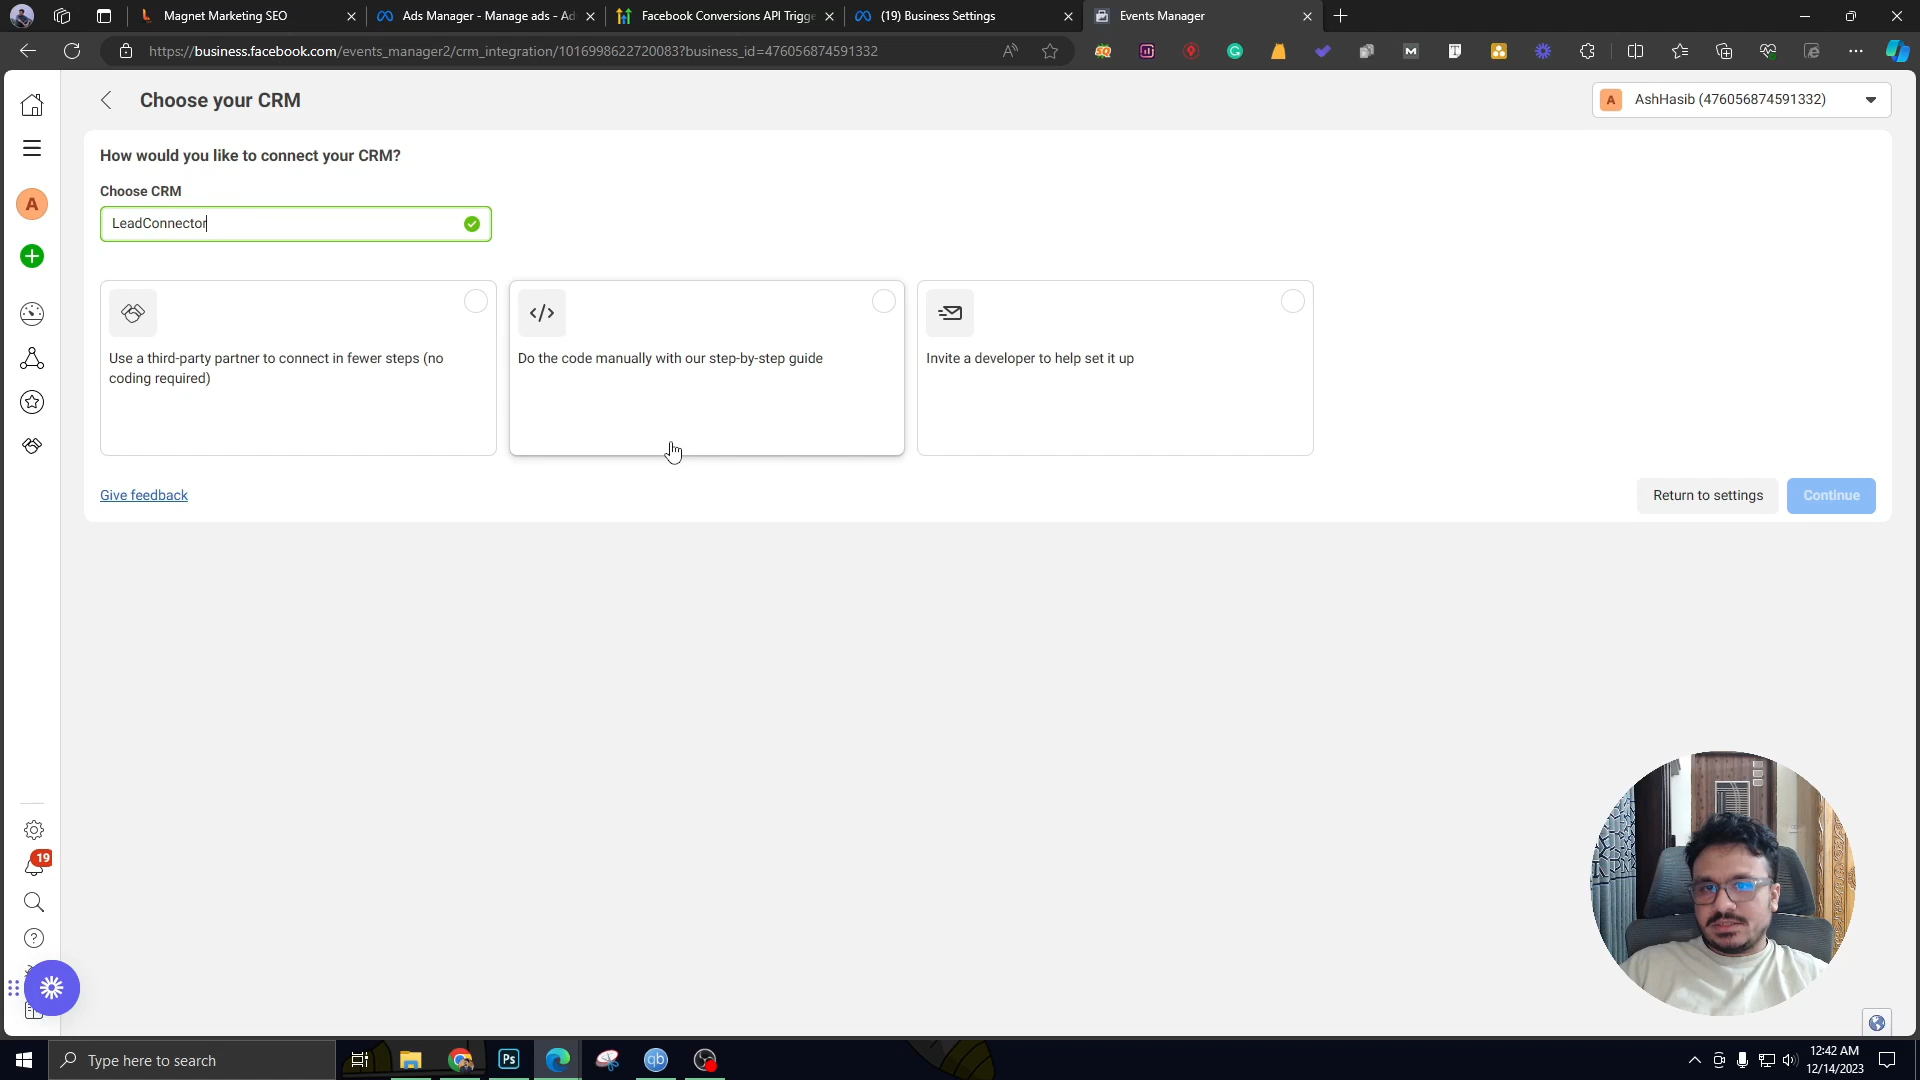 Magnet Marketing SEO
Ads Manager - Manage ads - Ad
Facebook Conversions API Trigge
(19) Business Settings
Events Manager
https://business.facebook.com/events_manager2/crm_integration/1016998622720083?business_id=476056874591332
Choose your CRM
A
AshHasib (476056874591332)
How would you like to connect your CRM?
Choose CRM
LeadConnector
A
Use a third-party partner to connect in fewer steps (no
coding required)
Do the code manually with our step-by-step guide
Invite a developer to help set it up
Give feedback
Return to settings
Continue
19
Type here to search
Ps
qb
12:42 AM
12/14/2023